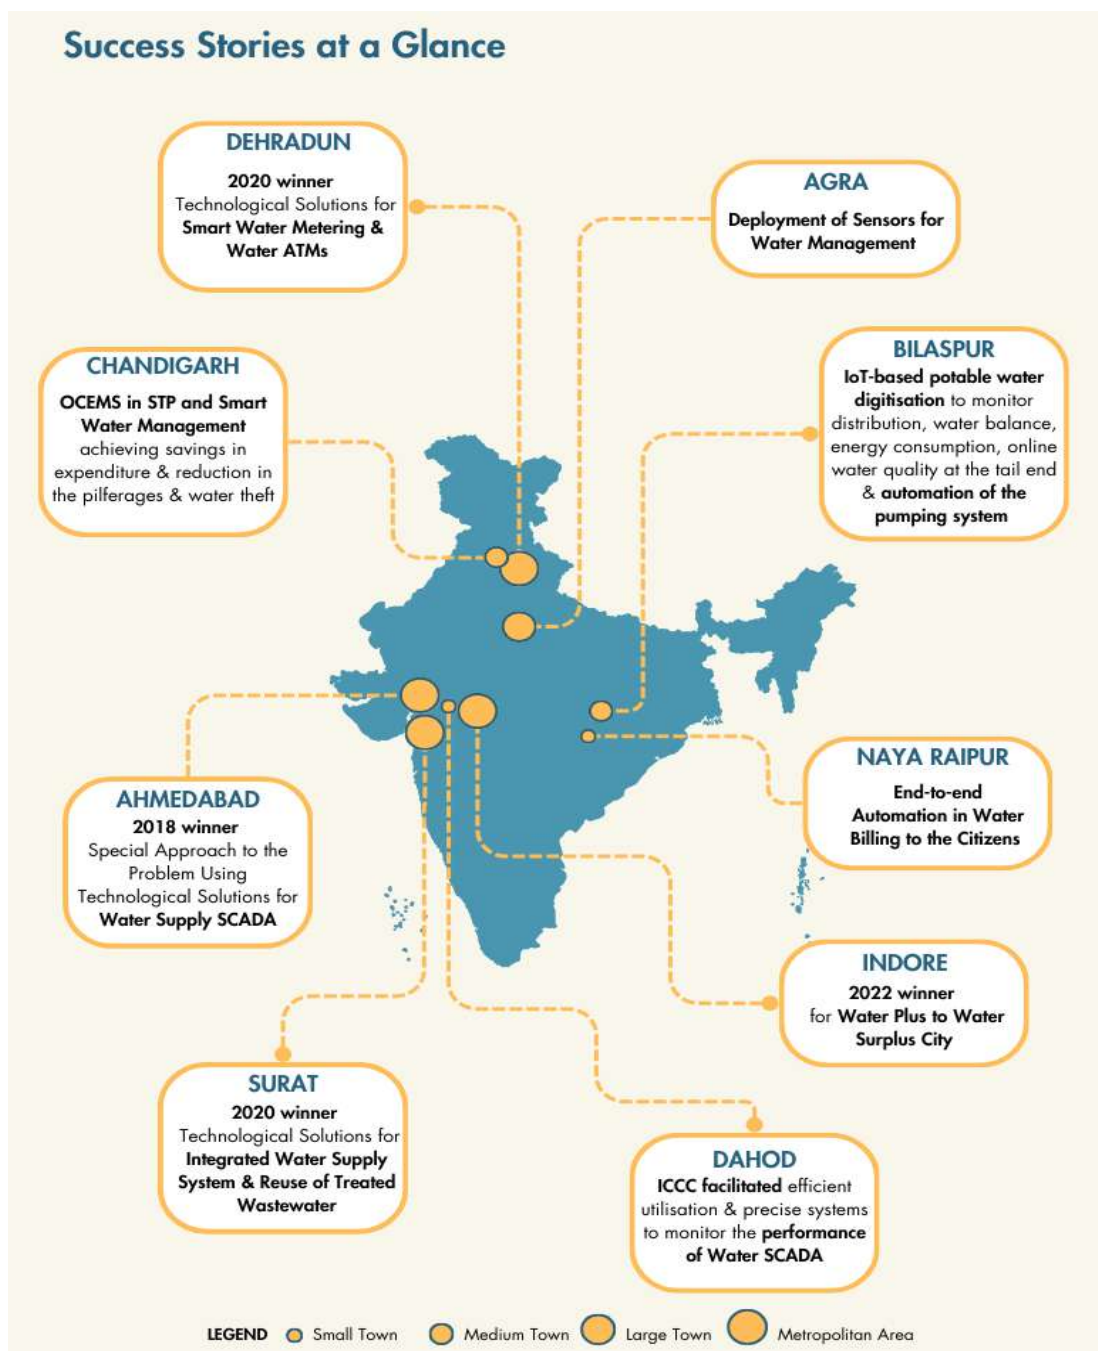 Success Stories at a Glance
DEHRADUN
2020 winner
Technological Solutions for
Smart Water Metering &
Water ATMs
AGRA
Deployment of Sensors for
Water Management
CHANDIGARH
OCEMS in STP and Smart
Water Management
achieving savings in
expenditure & reduction in
the pilferages & water theft
BILASPUR
IoT-based potable water
digitisation to monitor
distribution, water balance,
energy consumption, online
water quality at the tail end
& automation of the
pumping system
AHMEDABAD
2018 winner
Special Approach to the
Problem Using
Technological Solutions for
Water Supply SCADA
NAYA RAIPUR
End-to-end
Automation in Water
Billing to the Citizens
INDORE
2022 winner
for Water Plus to Water
Surplus City
SURAT
2020 winner
Technological Solutions for
Integrated Water Supply
System & Reuse of Treated
Wastewater
DAHOD
ICCC facilitated efficient
utilisation & precise systems
to monitor the performance
of Water SCADA
LEGEND Small Town Medium Town Large Town Metropolitan Area